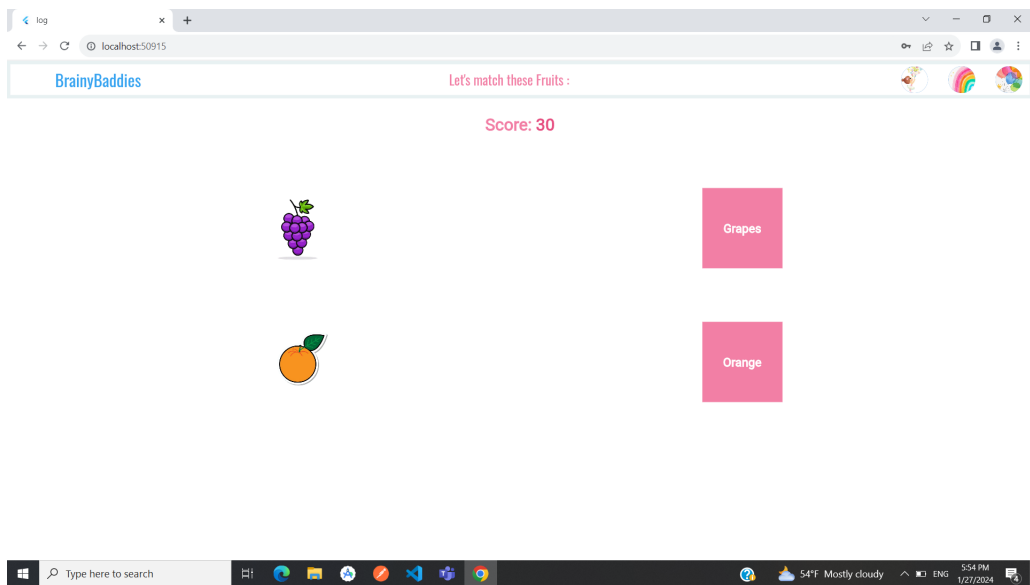 log
localhost:50915
BrainyBaddies
Let's match these Fruits :
Score: 30
Grapes
Orange
Type here to search
54°F Mostly cloudy
ENG
5:54 PM
1/27/2024